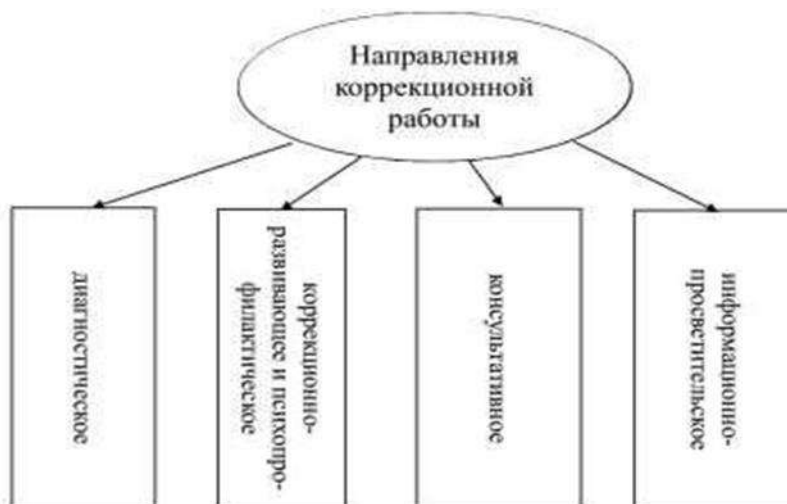 Направления
коррекционной
работы
диагностическое
коррекционно-
развивающее и психопро-
филактическое
консультативное
информационно-
просветительское